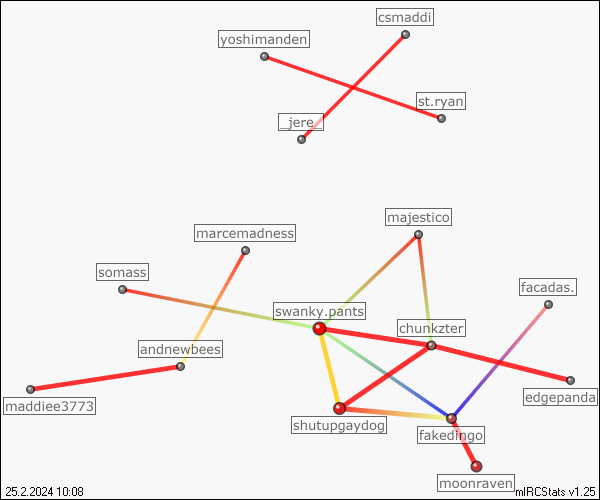 csmaddi
yoshimanden
st.ryan
_jere_
majestico
marcemadness
somass
facadas.
swanky.pants
chunkzter
andnewbees
edgepanda
maddiee3773
shutupgaydog
fakedingo
moonraven
25.2.2024 10:08
mIRCStats v1.25